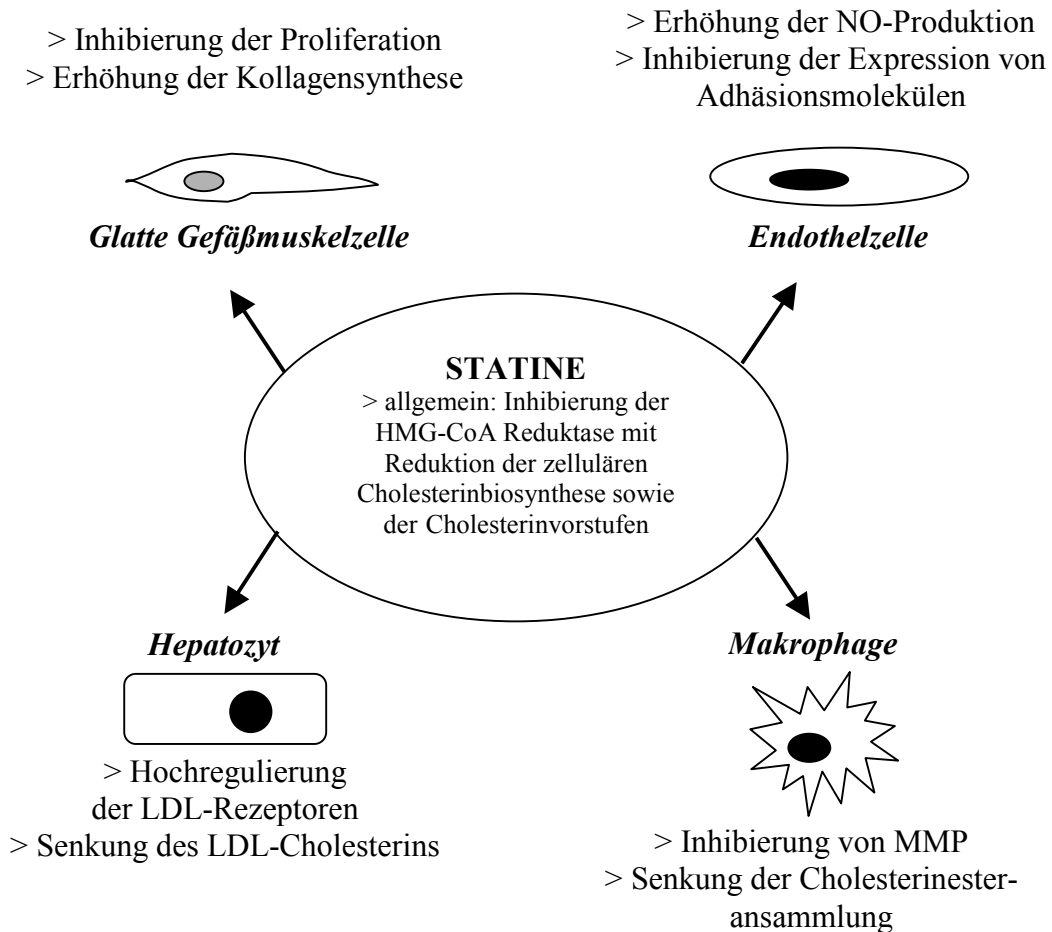 > Inhibierung der Proliferation
> Erhöhung der Kollagensynthese
Glatte Gefäßmuskelzelle
> Erhöhung der NO-Produktion
> Inhibierung der Expression von
Adhäsionsmolekülen
Endothelzelle
STATINE
> allgemein: Inhibierung der
HMG-CoA Reduktase mit
Reduktion der zellulären
Cholesterinbiosynthese sowie
der Cholesterinvorstufen
Hepatozyt
> Hochregulierung
der LDL-Rezeptoren
> Senkung des LDL-Cholesterins
Makrophage
> Inhibierung von MMP
> Senkung der Cholesterinester-
ansammlung